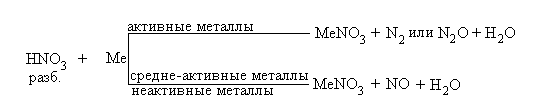 активные металлы
MeNO₃ + N₂ или N₂O + H₂O
HNO₃ + Me
разб.
средне-активные металлы
неактивные металлы
MeNO₃ + NO + H₂O